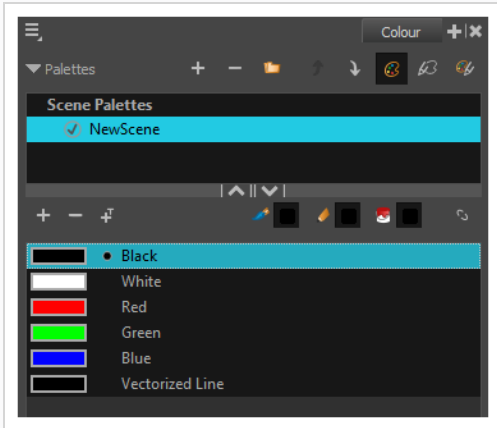 Colour
Palettes
Scene Palettes
NewScene
Black
White
Red
Green
Blue
Vectorized Line